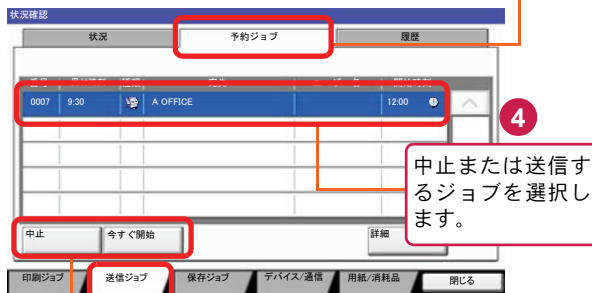 状況確認
状況 予約ジョブ 履歴
0007 9:30 A OFFICE 12:00
4
中止または送信す
るジョブを選択し
ます。
中止 今すぐ開始 詳細
印刷ジョブ 送信ジョブ 保存ジョブ デバイス/通信 用紙/消耗品 閉じる